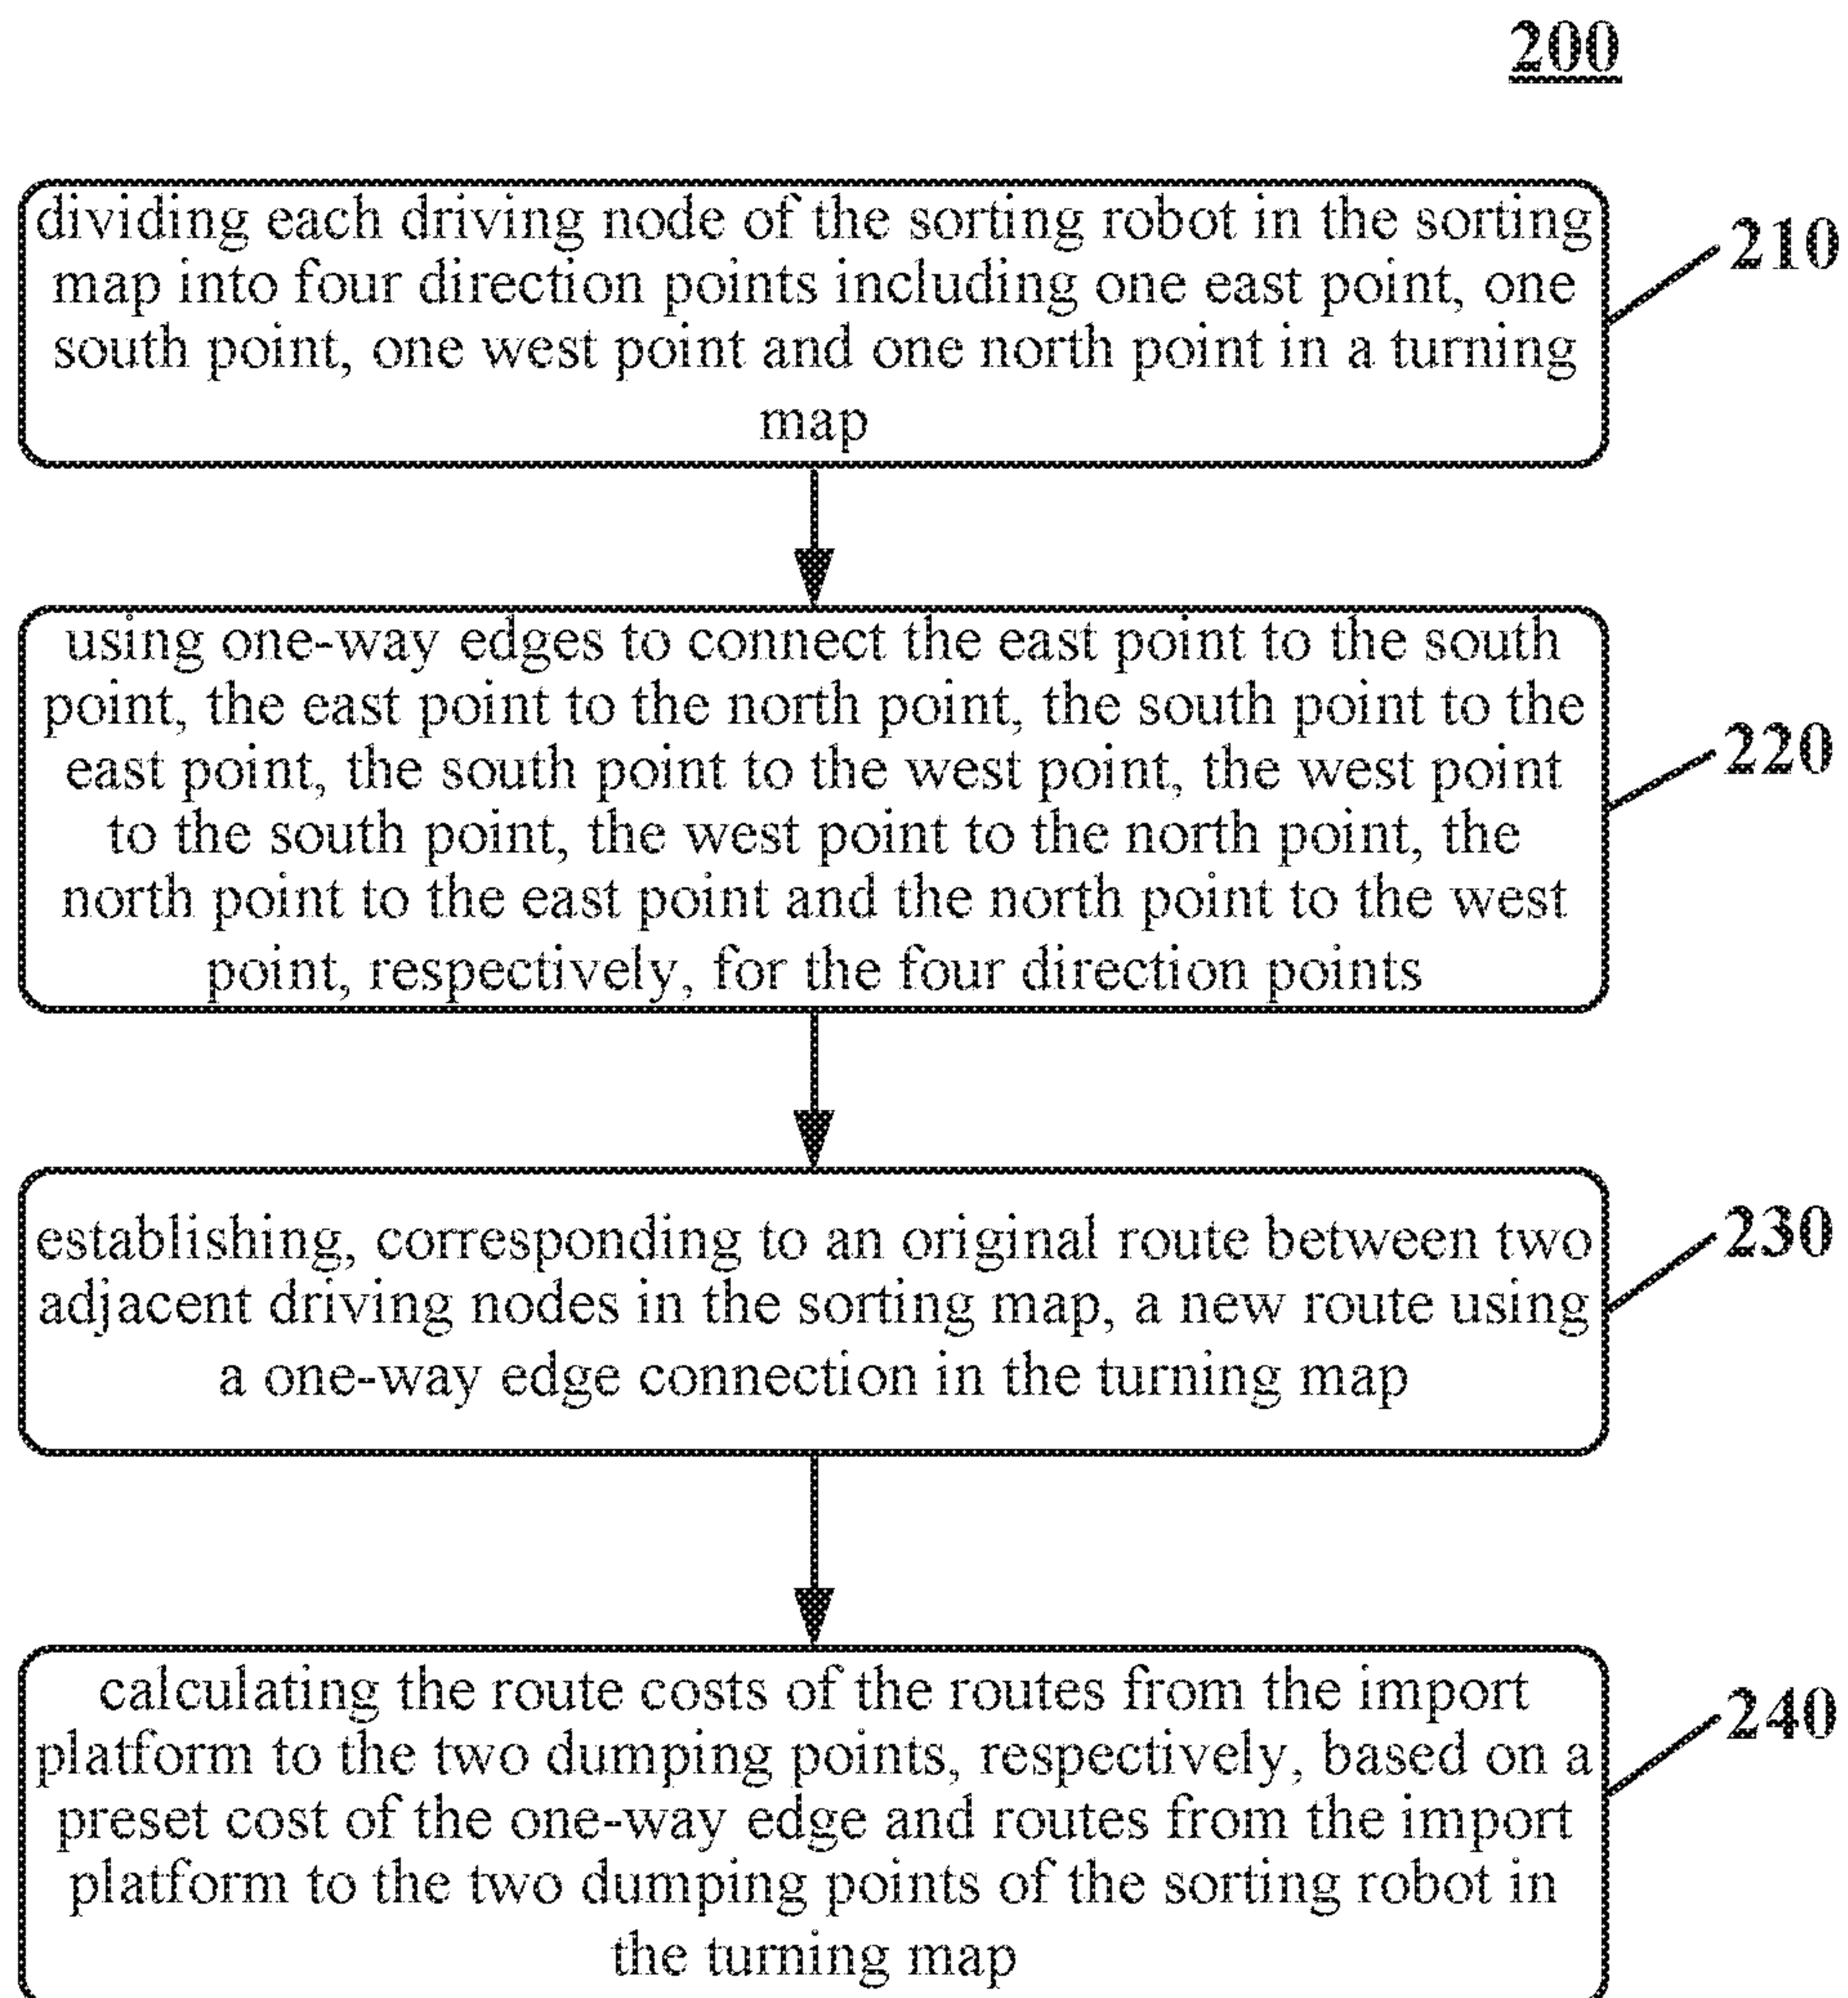 200
dividing each driving node of the sorting robot in the sorting
map into four direction points including one east point, one
south point, one west point and one north point in a turning
map
210
using one-way edges to connect the east point to the south
point, the east point to the north point, the south point to the
east point, the south point to the west point, the west point
to the south point, the west point to the north point, the
north point to the east point and the north point to the west
point, respectively, for the four direction points
220
establishing, corresponding to an original route between two
adjacent driving nodes in the sorting map, a new route using
a one-way edge connection in the turning map
230
calculating the route costs of the routes from the import
platform to the two dumping points, respectively, based on a
preset cost of the one-way edge and routes from the import
platform to the two dumping points of the sorting robot in
the turning map
240